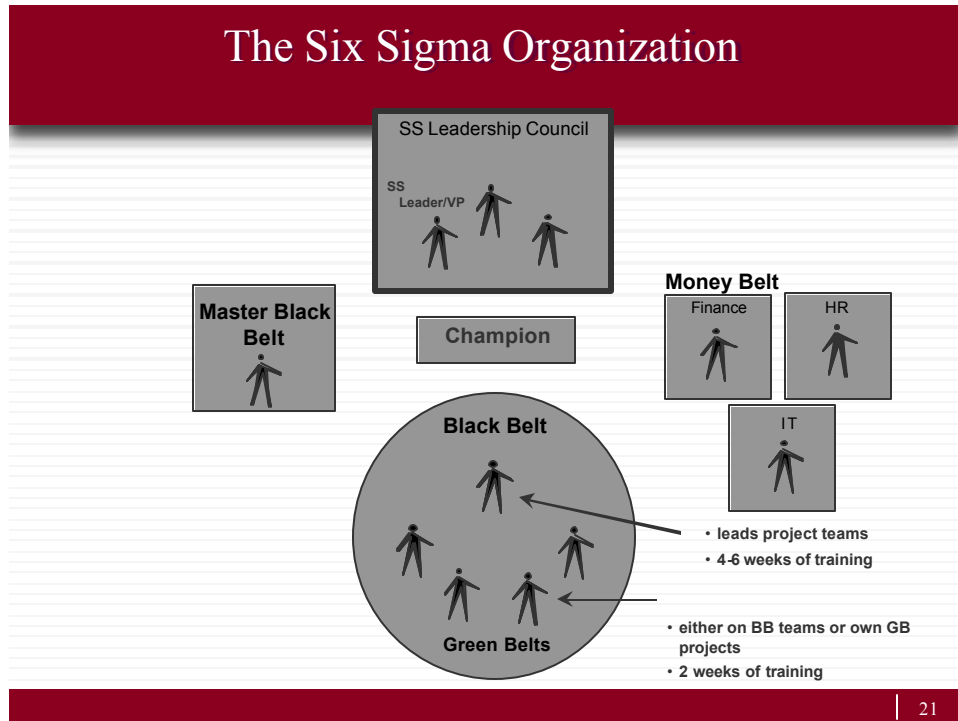 The Six Sigma Organization
SS Leadership Council
SS
Leader/VP
Money Belt
Finance
HR
Master Black
Belt
Champion
IT
Black Belt
• leads project teams
• 4-6 weeks of training
• either on BB teams or own GB
projects
• 2 weeks of training
Green Belts
21